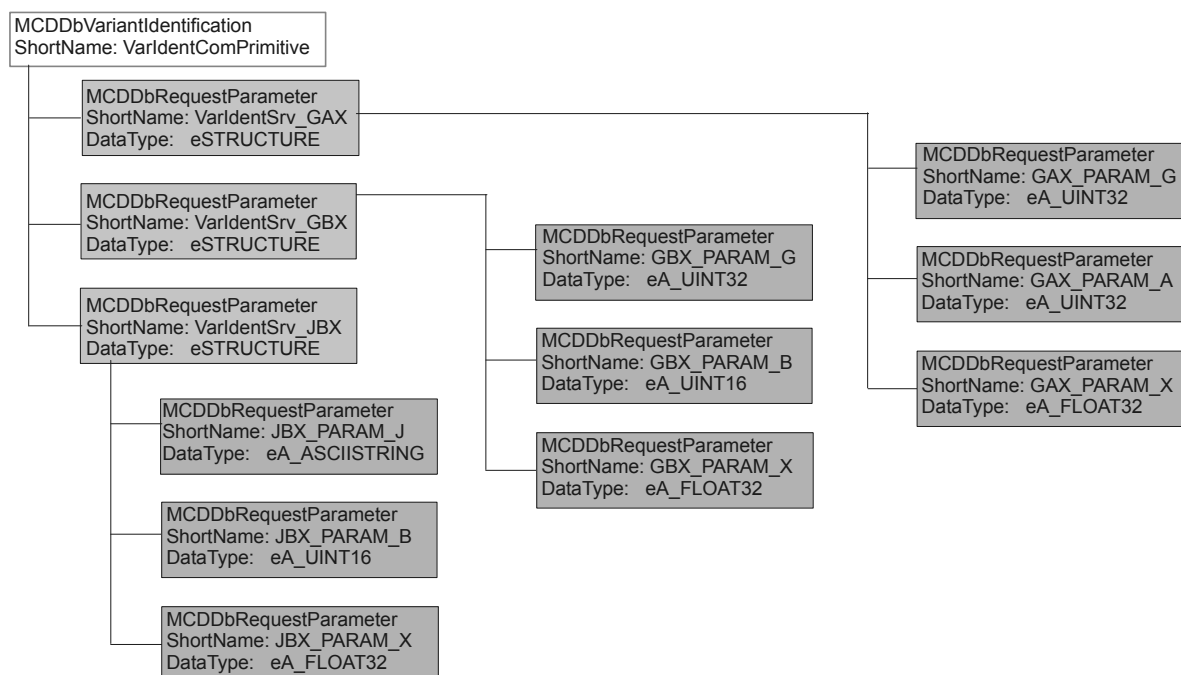 MCDDbVariantIdentification
ShortName: VarIdentComPrimitive
MCDDbRequestParameter
ShortName: VarIdentSrv_GAX
DataType: eSTRUCTURE
MCDDbRequestParameter
ShortName: GAX_PARAM_G
DataType: eA_UINT32
MCDDbRequestParameter
ShortName: GAX_PARAM_A
DataType: eA_UINT32
MCDDbRequestParameter
ShortName: GAX_PARAM_X
DataType: eA_FLOAT32
MCDDbRequestParameter
ShortName: VarIdentSrv_GBX
DataType: eSTRUCTURE
MCDDbRequestParameter
ShortName: GBX_PARAM_G
DataType: eA_UINT32
MCDDbRequestParameter
ShortName: GBX_PARAM_B
DataType: eA_UINT16
MCDDbRequestParameter
ShortName: GBX_PARAM_X
DataType: eA_FLOAT32
MCDDbRequestParameter
ShortName: VarIdentSrv_JBX
DataType: eSTRUCTURE
MCDDbRequestParameter
ShortName: JBX_PARAM_J
DataType: eA_ASCIISTRING
MCDDbRequestParameter
ShortName: JBX_PARAM_B
DataType: eA_UINT16
MCDDbRequestParameter
ShortName: JBX_PARAM_X
DataType: eA_FLOAT32